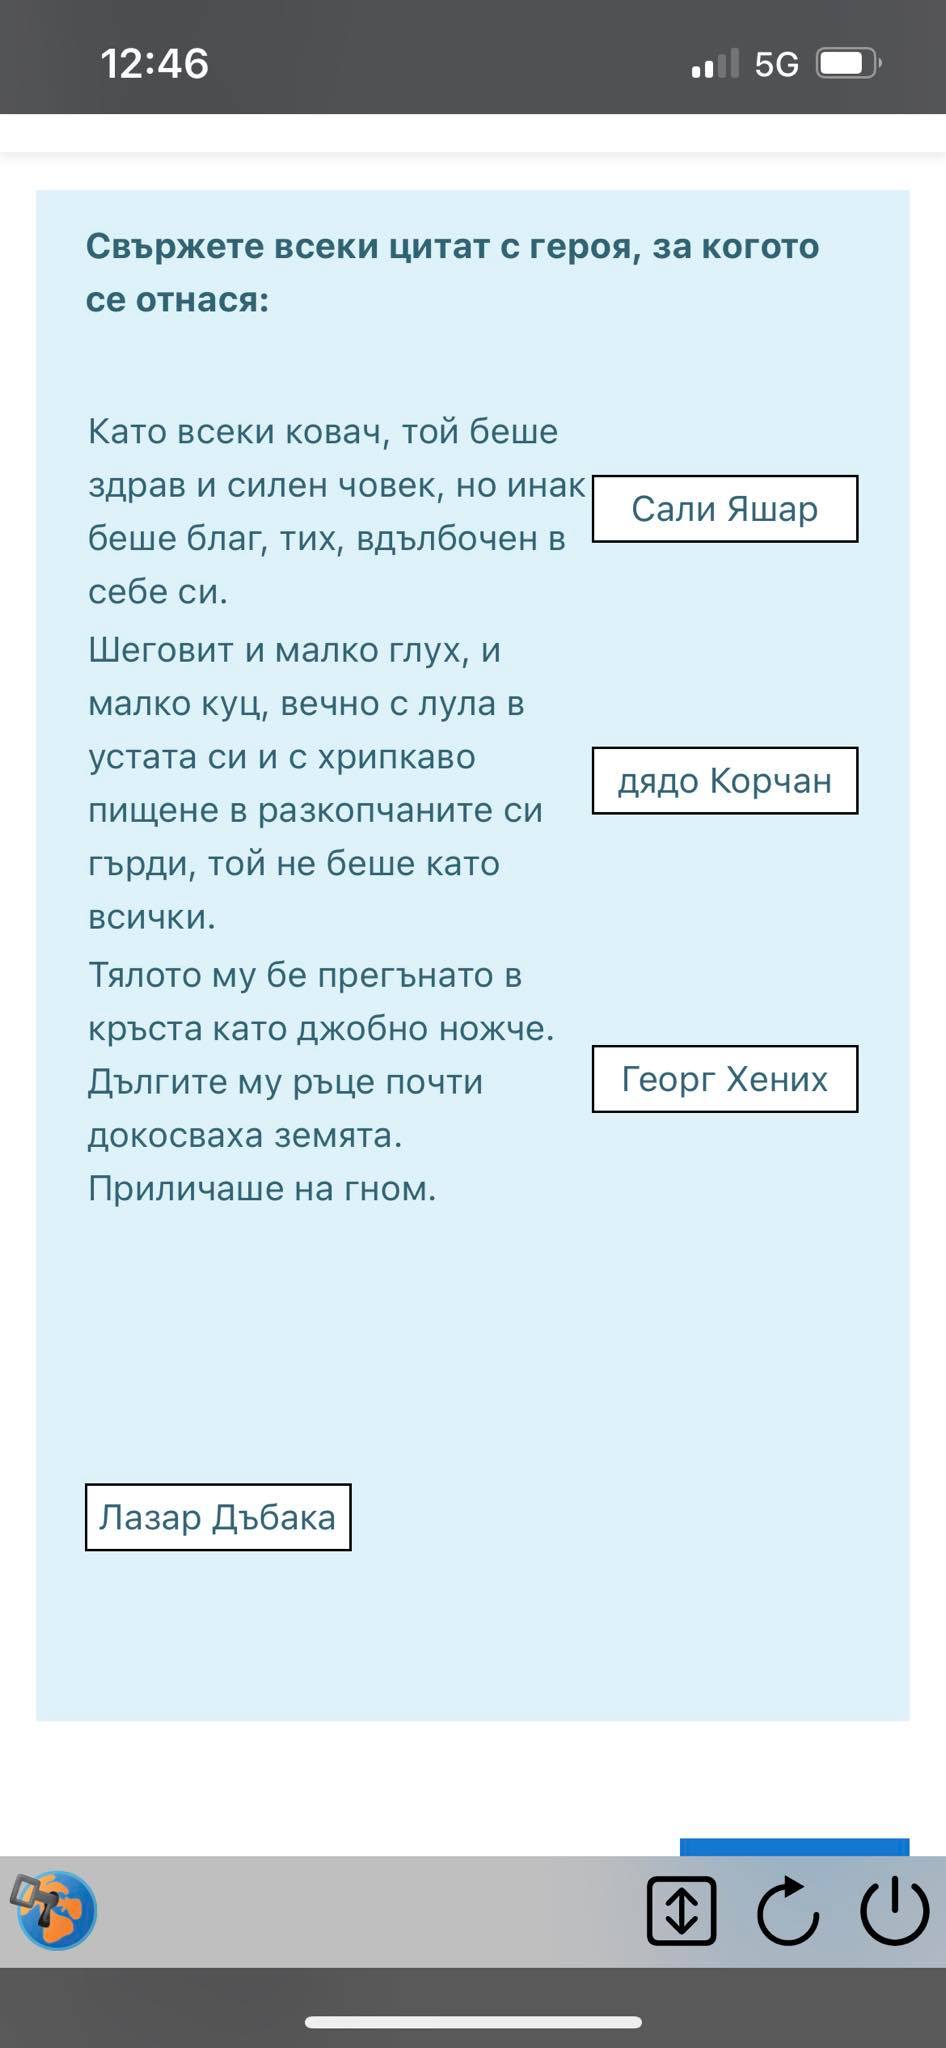 12:46
5G
Свържете всеки цитат с героя, за когото
се отнася:
Като всеки ковач, той беше
здрав и силен човек, но инак
беше благ, тих, вдълбочен в
себе си.
Сали Яшар
Шеговит и малко глух, и
малко куц, вечно с лула в
устата си и с хрипкаво
пищене в разкопчаните си
гърди, той не беше като
всички.
дядо Корчан
Тялото му бе прегънато в
кръста като джобно ножче.
Дългите му ръце почти
докосваха земята.
Приличаше на гном.
Георг Хених
Лазар Дъбака